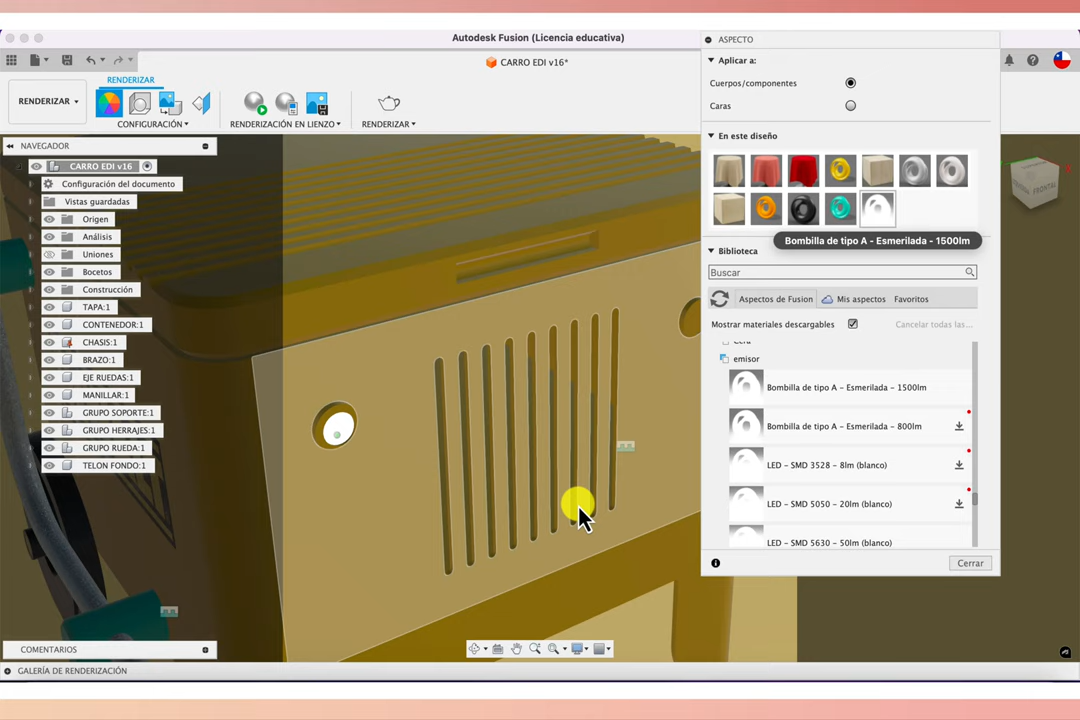 Autodesk Fusion (Licencia educativa)
CARRO EDI v16*
RENDERIZAR
RENDERIZAR
CONFIGURACIÓN
RENDERIZACIÓN EN LIENZO
RENDERIZAR
NAVEGADOR
CARRO EDI v16
Configuración del documento
Vistas guardadas
Origen
Análisis
Uniones
Bocetos
Construcción
TAPA:1
CONTENEDOR:1
CHASIS:1
BRAZO:1
EJE RUEDAS:1
MANILLAR:1
GRUPO SOPORTE:1
GRUPO HERRAJES:1
GRUPO RUEDA:1
TELON FONDO:1
COMENTARIOS
GALERÍA DE RENDERIZACIÓN
ASPECTO
Aplicar a:
Cuerpos/componentes
Caras
En este diseño
Bombilla de tipo A - Esmerilada - 1500lm
Biblioteca
Buscar
Aspectos de Fusion
Mis aspectos
Favoritos
Mostrar materiales descargables
Cancelar todas las...
emisor
Bombilla de tipo A - Esmerilada - 1500lm
Bombilla de tipo A - Esmerilada - 800lm
LED - SMD 3528 - 8lm (blanco)
LED - SMD 5050 - 20lm (blanco)
LED - SMD 5630 - 50lm (blanco)
Cerrar
FRONTAL